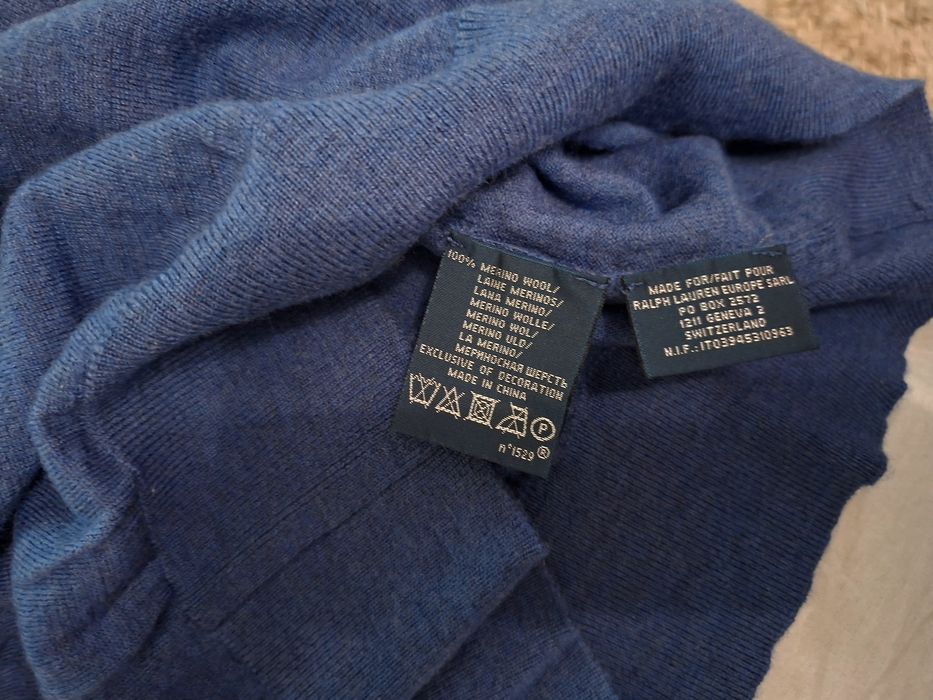 100% MERINO WOOL/
LAINE MERINOS/
LANA MERINO/
MERINO WOLLE/
MERINO WOL/
MERINO ULD/
LA MERINO/
МЕРИНОСНАЯ ШЕРСТЬ
EXCLUSIVE OF DECORATION
MADE IN CHINA
P
n°1529 ®
MADE FOR/FAIT POUR
RALPH LAUREN EUROPE SARL
PO BOX 2572
1211 GENEVA 2
SWITZERLAND
N.I.F.: IT03945310963